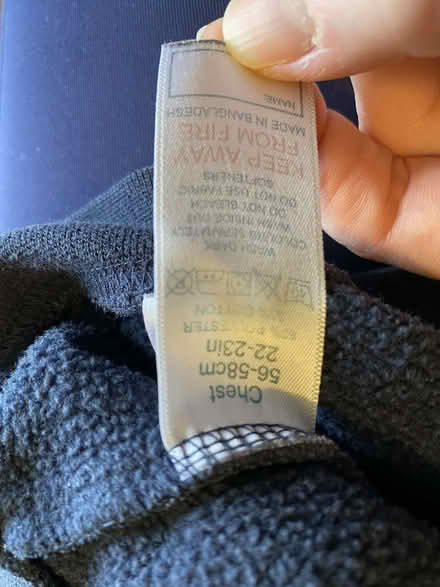 Chest
56-58cm
22-23in
POLYESTER
COTTON
WASH DARK
COLOURS SEPARATELY
WASH INSIDE OUT
DO NOT BLEACH
DO NOT USE FABRIC
SOFTENERS
KEEP AWAY
FROM FIRE
MADE IN BANGLADESH
NAME: